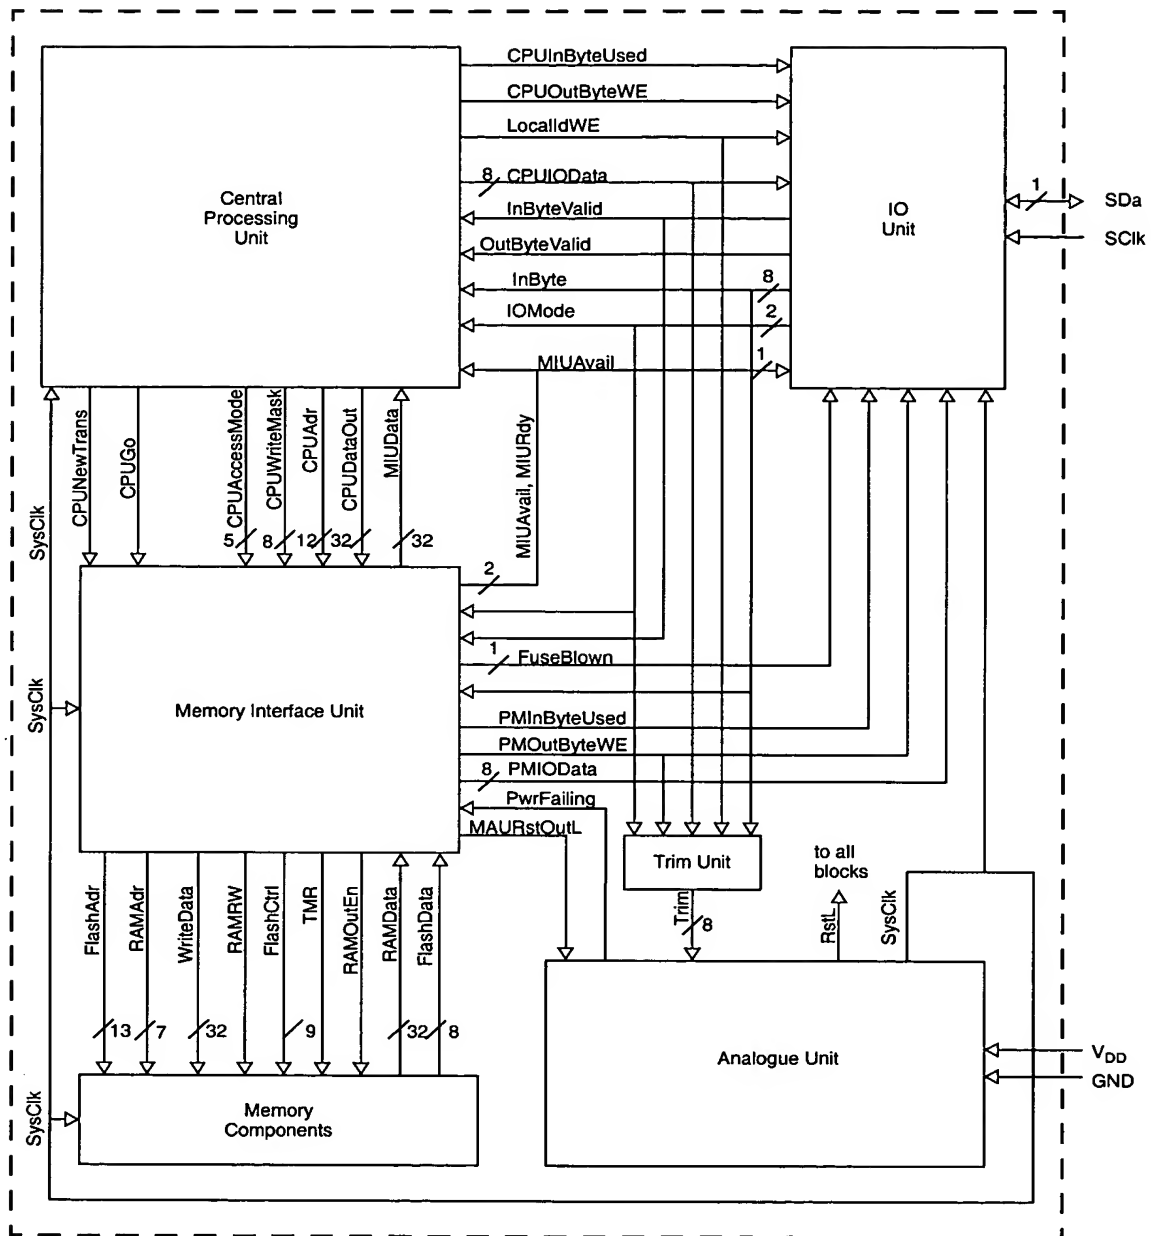 CPUInByteUsed
CPUOutByteWE
LocalIdWE
8 CPUIOData
InByteValid
OutByteValid
InByte
8
IOMode
2
MIUAvail
1
Central
Processing
Unit
IO
Unit
1
SDa
SClk
SysClk
CPUNewTrans
CPUGo
CPUAccessMode
CPUWriteMask
CPUAdr
CPUDataOut
MIUData
MIUAvail, MIURdy
5
8
12
32
32
2
1
FuseBlown
SysClk
Memory Interface Unit
PMInByteUsed
PMOutByteWE
8 PMIOData
PwrFailing
MAURstOutL
Trim Unit
to all
blocks
FlashAdr
RAMAdr
WriteData
RAMRW
FlashCtrl
TMR
RAMOutEn
RAMData
FlashData
Trim
8
RstL
SysClk
13
7
32
9
32
8
Analogue Unit
VDD
GND
SysClk
Memory
Components